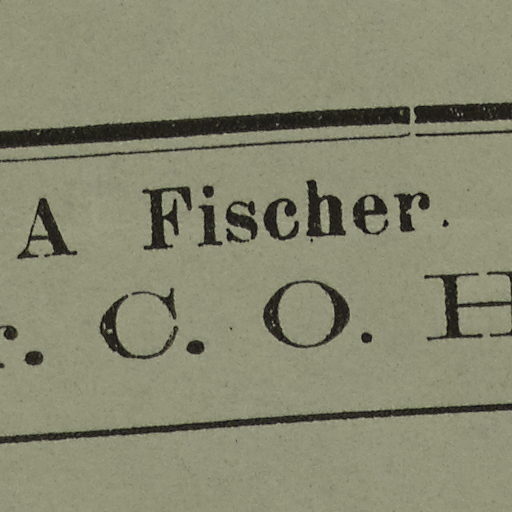 A Fischer.
r. C. O. H